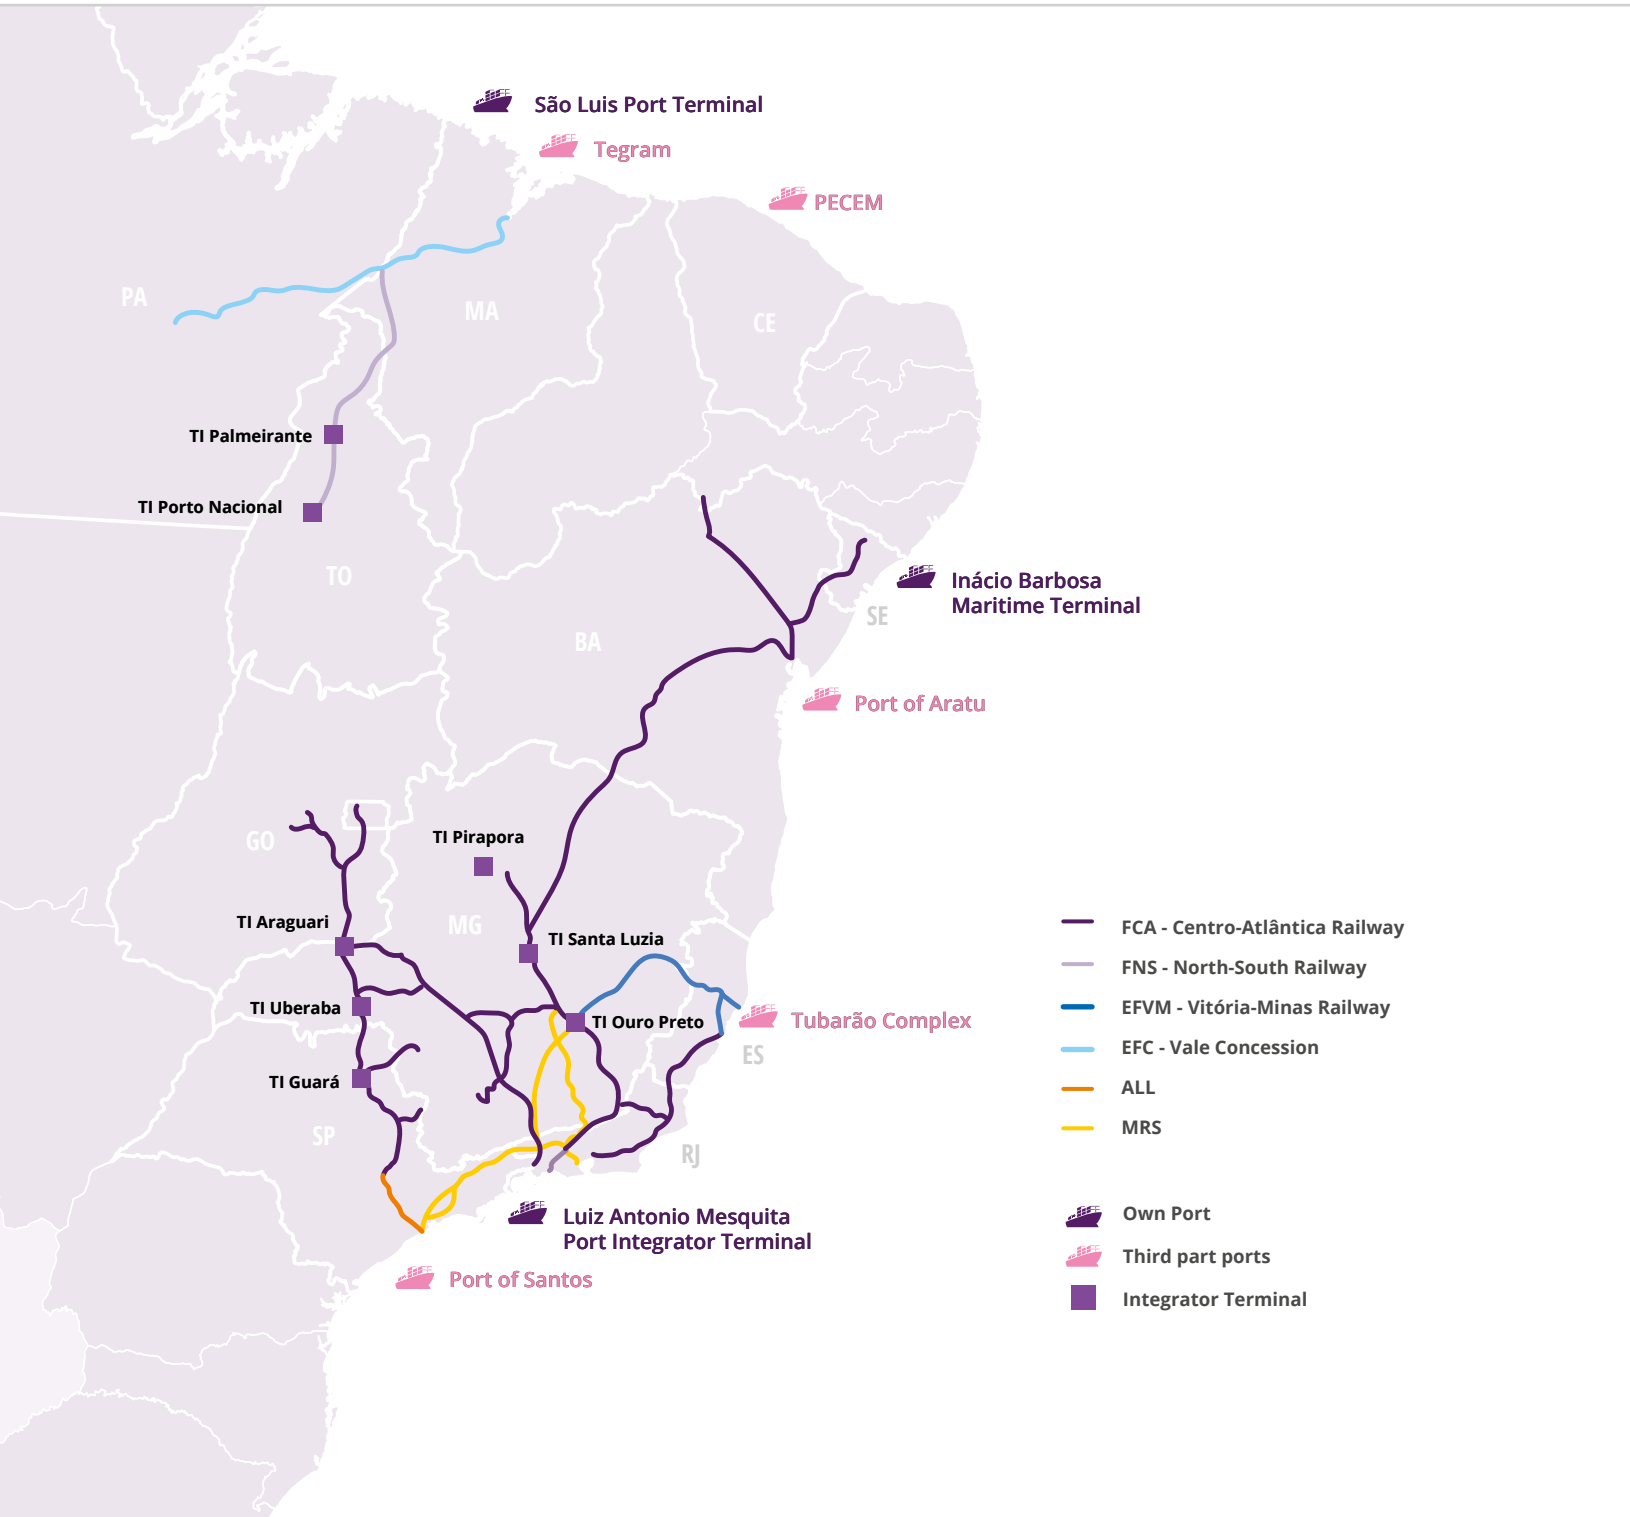 São Luis Port Terminal
Tegram
PECEM
PA
MA
CE
TI Palmeirante
TI Porto Nacional
TO
Inácio Barbosa
Maritime Terminal
SE
BA
Port of Aratu
GO
TI Pirapora
TI Araguari
MG
TI Santa Luzia
TI Uberaba
TI Ouro Preto
Tubarão Complex
ES
TI Guará
SP
RJ
Luiz Antonio Mesquita
Port Integrator Terminal
Port of Santos
FCA - Centro-Atlântica Railway
FNS - North-South Railway
EFVM - Vitória-Minas Railway
EFC - Vale Concession
ALL
MRS
Own Port
Third part ports
Integrator Terminal